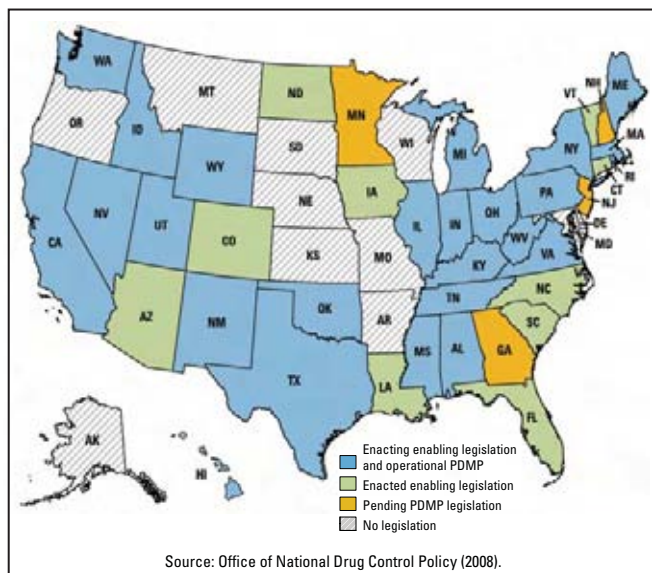 WA
MT
ND
MN
OR
ID
SD
WI
WY
NE
IA
MI
NV
UT
CO
KS
MO
IL
IN
OH
CA
AZ
NM
OK
AR
KY
WV
VA
TN
NC
SC
TX
LA
MS
AL
GA
FL
AK
HI
VT
NH
ME
MA
NY
RI
CT
PA
NJ
DE
MD
Enacting enabling legislation
and operational PDMP
Enacted enabling legislation
Pending PDMP legislation
No legislation
Source: Office of National Drug Control Policy (2008).